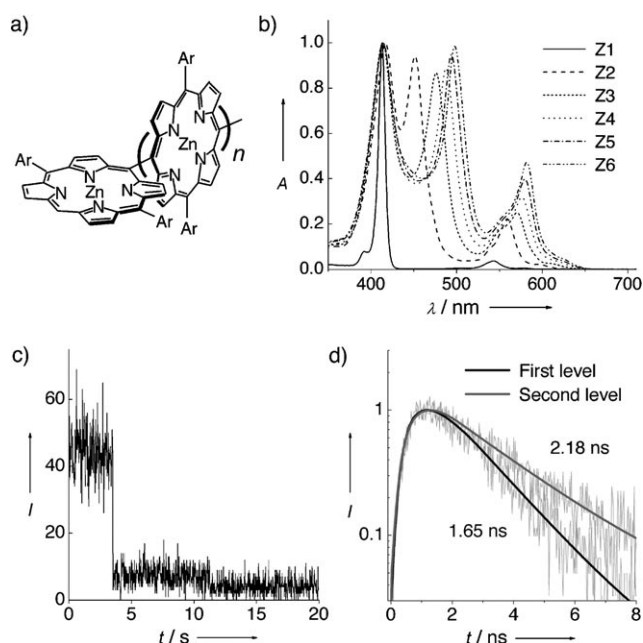 a)
Ar
n
N
N
Zn
N
N
Ar
N
N
Zn
N
N
Ar
Ar
b)
1.0
0.8
0.6
0.4
0.2
0.0
A
400
500
600
700
λ / nm
Z1
Z2
Z3
Z4
Z5
Z6
c)
60
40
20
0
I
0
5
10
15
20
t / s
d)
First level
Second level
1
0.1
I
2.18 ns
1.65 ns
0
2
4
6
8
t / ns